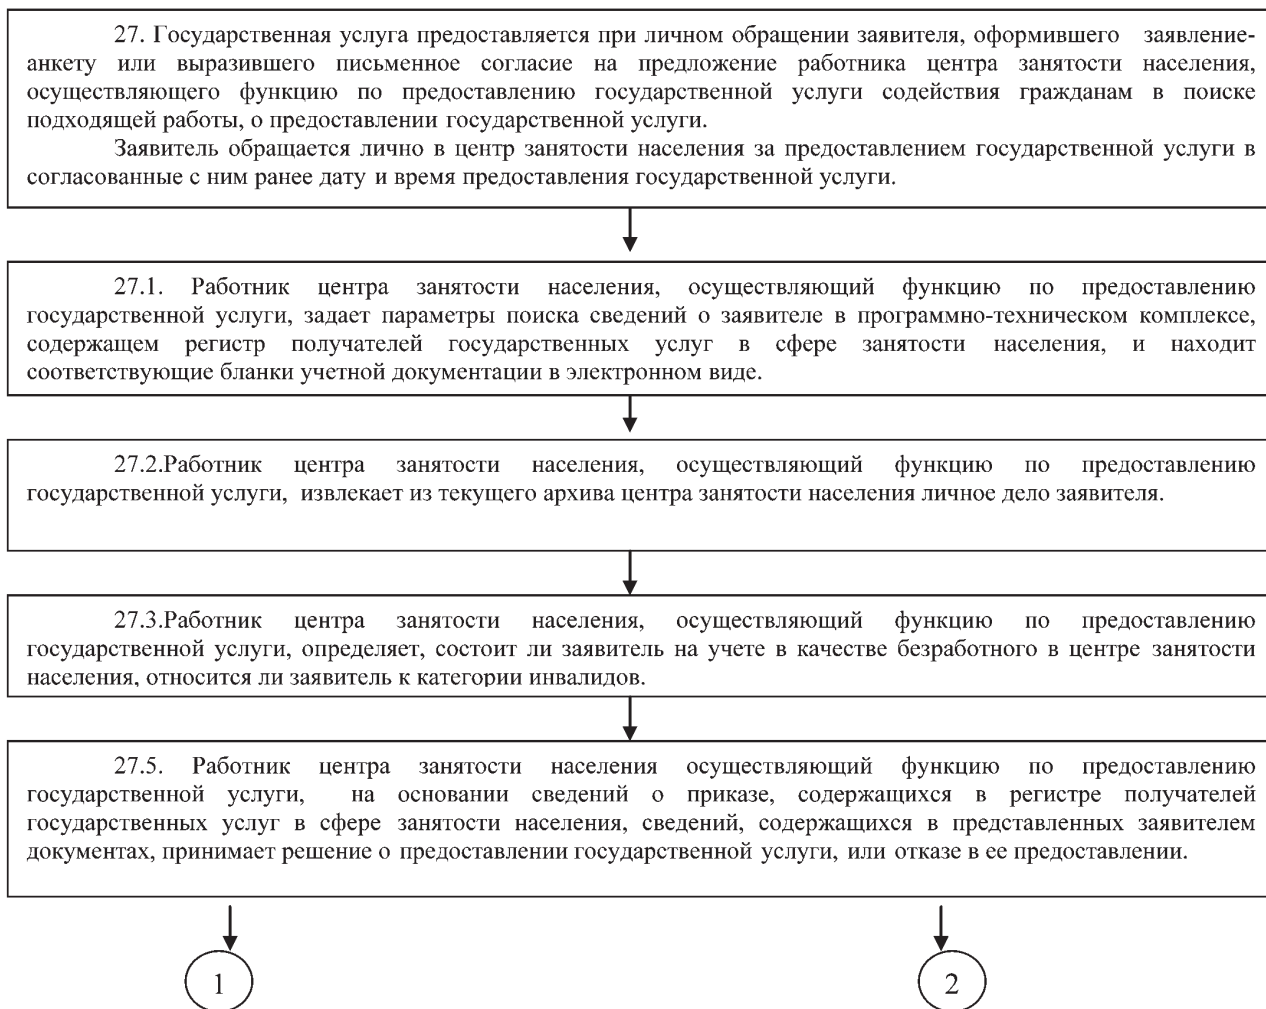 27. Государственная услуга предоставляется при личном обращении заявителя, оформившего заявление-
анкету или выразившего письменное согласие на предложение работника центра занятости населения,
осуществляющего функцию по предоставлению государственной услуги содействия гражданам в поиске
подходящей работы, о предоставлении государственной услуги.
Заявитель обращается лично в центр занятости населения за предоставлением государственной услуги в
согласованные с ним ранее дату и время предоставления государственной услуги.
27.1. Работник центра занятости населения, осуществляющий функцию по предоставлению
государственной услуги, задает параметры поиска сведений о заявителе в программно-техническом комплексе,
содержащем регистр получателей государственных услуг в сфере занятости населения, и находит
соответствующие бланки учетной документации в электронном виде.
27.2.Работник центра занятости населения, осуществляющий функцию по предоставлению
государственной услуги, извлекает из текущего архива центра занятости населения личное дело заявителя.
27.3.Работник центра занятости населения, осуществляющий функцию по предоставлению
государственной услуги, определяет, состоит ли заявитель на учете в качестве безработного в центре занятости
населения, относится ли заявитель к категории инвалидов.
27.5. Работник центра занятости населения осуществляющий функцию по предоставлению
государственной услуги, на основании сведений о приказе, содержащихся в регистре получателей
государственных услуг в сфере занятости населения, сведений, содержащихся в представленных заявителем
документах, принимает решение о предоставлении государственной услуги, или отказе в ее предоставлении.
1
2